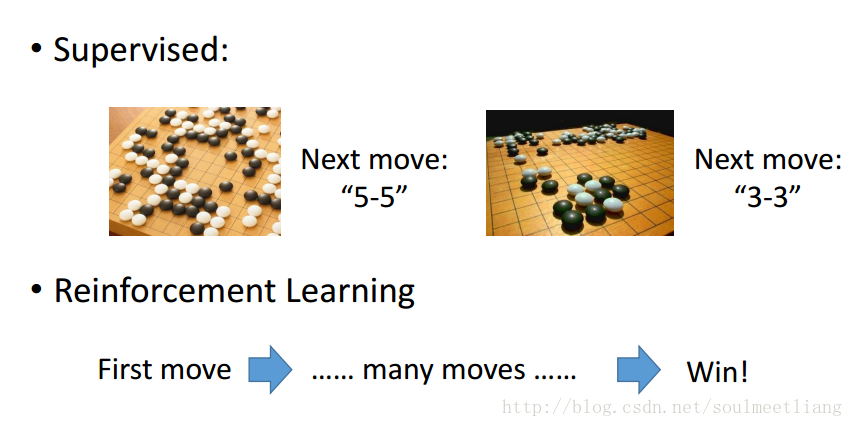 • Supervised:
Next move:
“5-5”
Next move:
“3-3”
• Reinforcement Learning
First move
…… many moves ……
Win!
http://blog.csdn.net/soulmeetliang